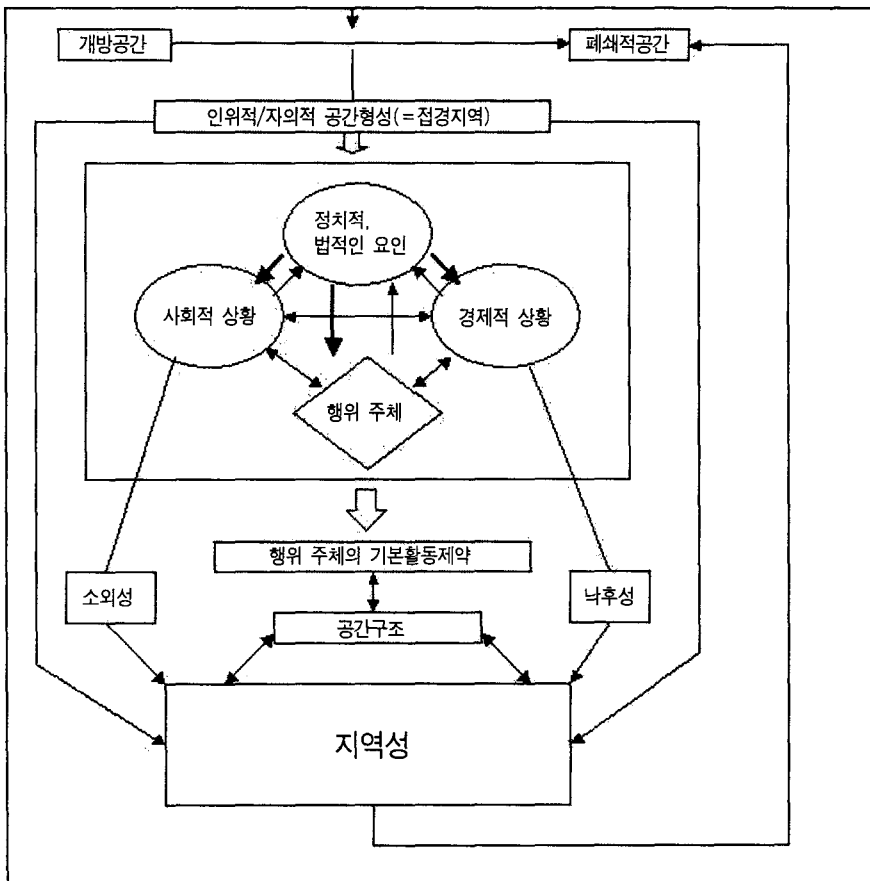 개방공간
폐쇄적공간
인위적/자의적 공간형성(=접경지역)
정치적,
법적인 요인
사회적 상황
경제적 상황
행위 주체
행위 주체의 기본활동제약
소외성
낙후성
공간구조
지역성